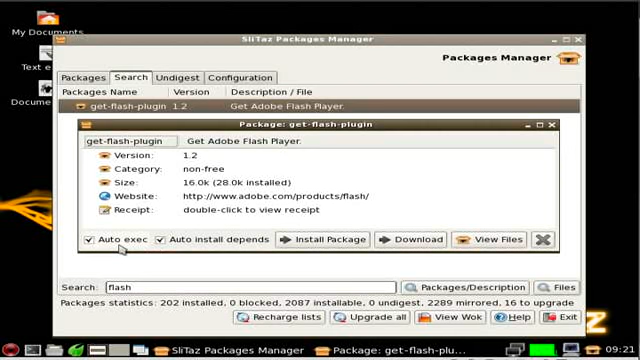 My Documents
SliTaz Packages Manager
Packages Manager
Text e
Packages Search Undigest Configuration
Docume
Packages Name Version Description / File
get-flash-plugin 1.2 Get Adobe Flash Player.
Package: get-flash-plugin
get-flash-plugin Get Adobe Flash Player.
Version: 1.2
Category: non-free
Size: 16.0k (28.0k installed)
Website: http://www.adobe.com/products/flash/
Receipt: double-click to view receipt
Auto exec Auto install depends Install Package Download View Files
Search: flash Packages/Description Files
Packages statistics: 202 installed, 0 blocked, 2087 installable, 0 undigest, 2289 mirrored, 16 to upgrade
Recharge lists Upgrade all View Wok Help Exit
Z
SliTaz Packages Manager Package: get-flash-plu... 09:21